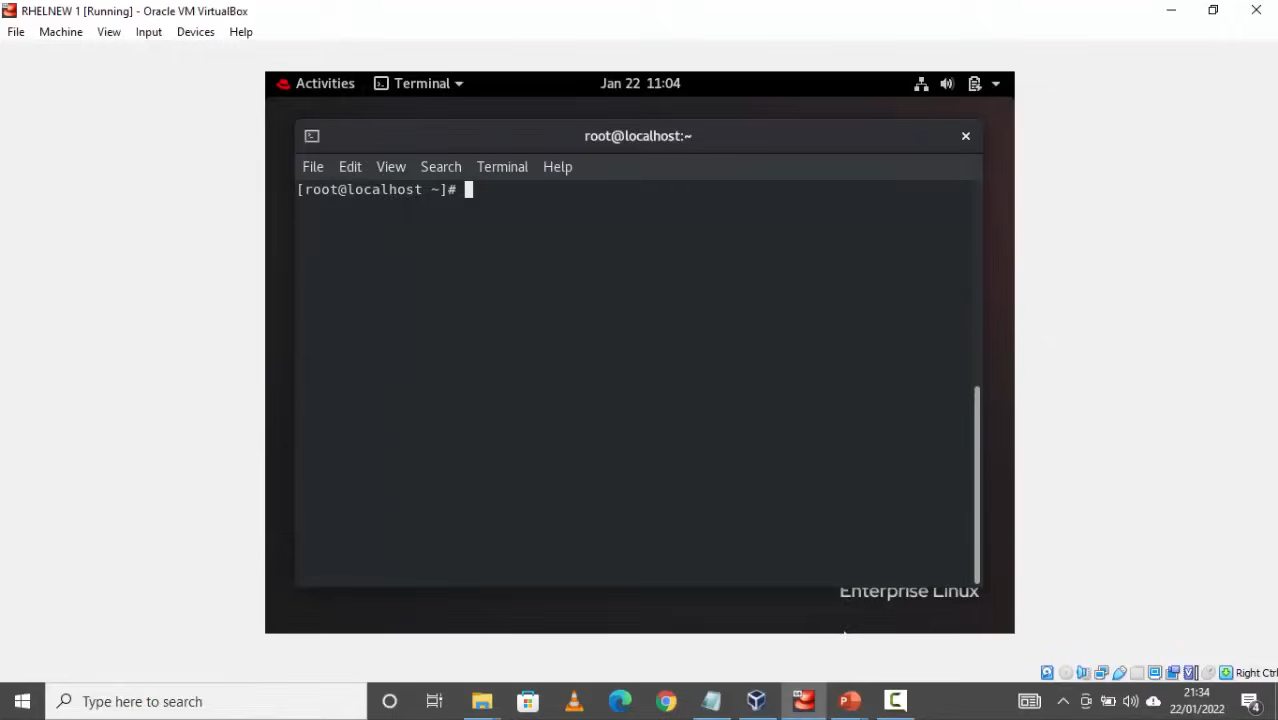 RHELNEW 1 [Running] - Oracle VM VirtualBox
File Machine View Input Devices Help
Activities Terminal Jan 22 11:04
root@localhost:~
File Edit View Search Terminal Help
[root@localhost ~]#
Enterprise Linux
Right Ctrl
Type here to search
21:34
22/01/2022
4